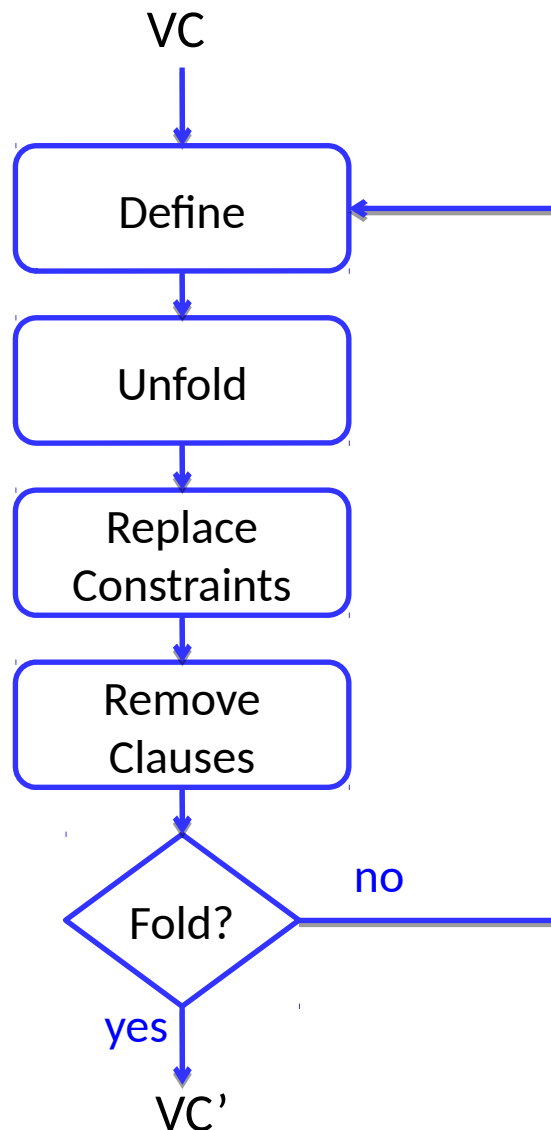 VC
Define
Unfold
Replace
Constraints
Remove
Clauses
no
Fold?
yes
VC’